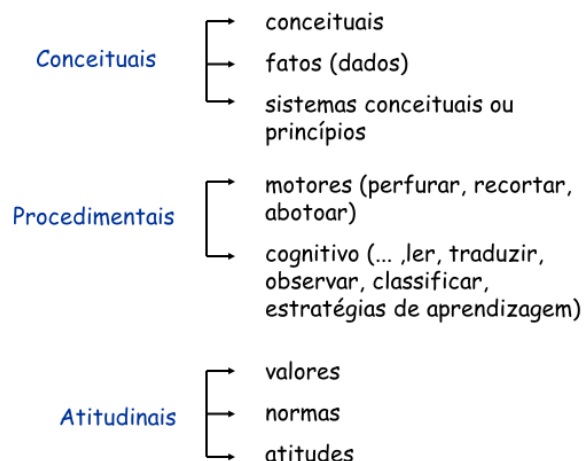 Conceituais
conceituais
fatos (dados)
sistemas conceituais ou
princípios
Procedimentais
motores (perfurar, recortar,
abotoar)
cognitivo (... ,ler, traduzir,
observar, classificar,
estratégias de aprendizagem)
Atitudinais
valores
normas
atitudes